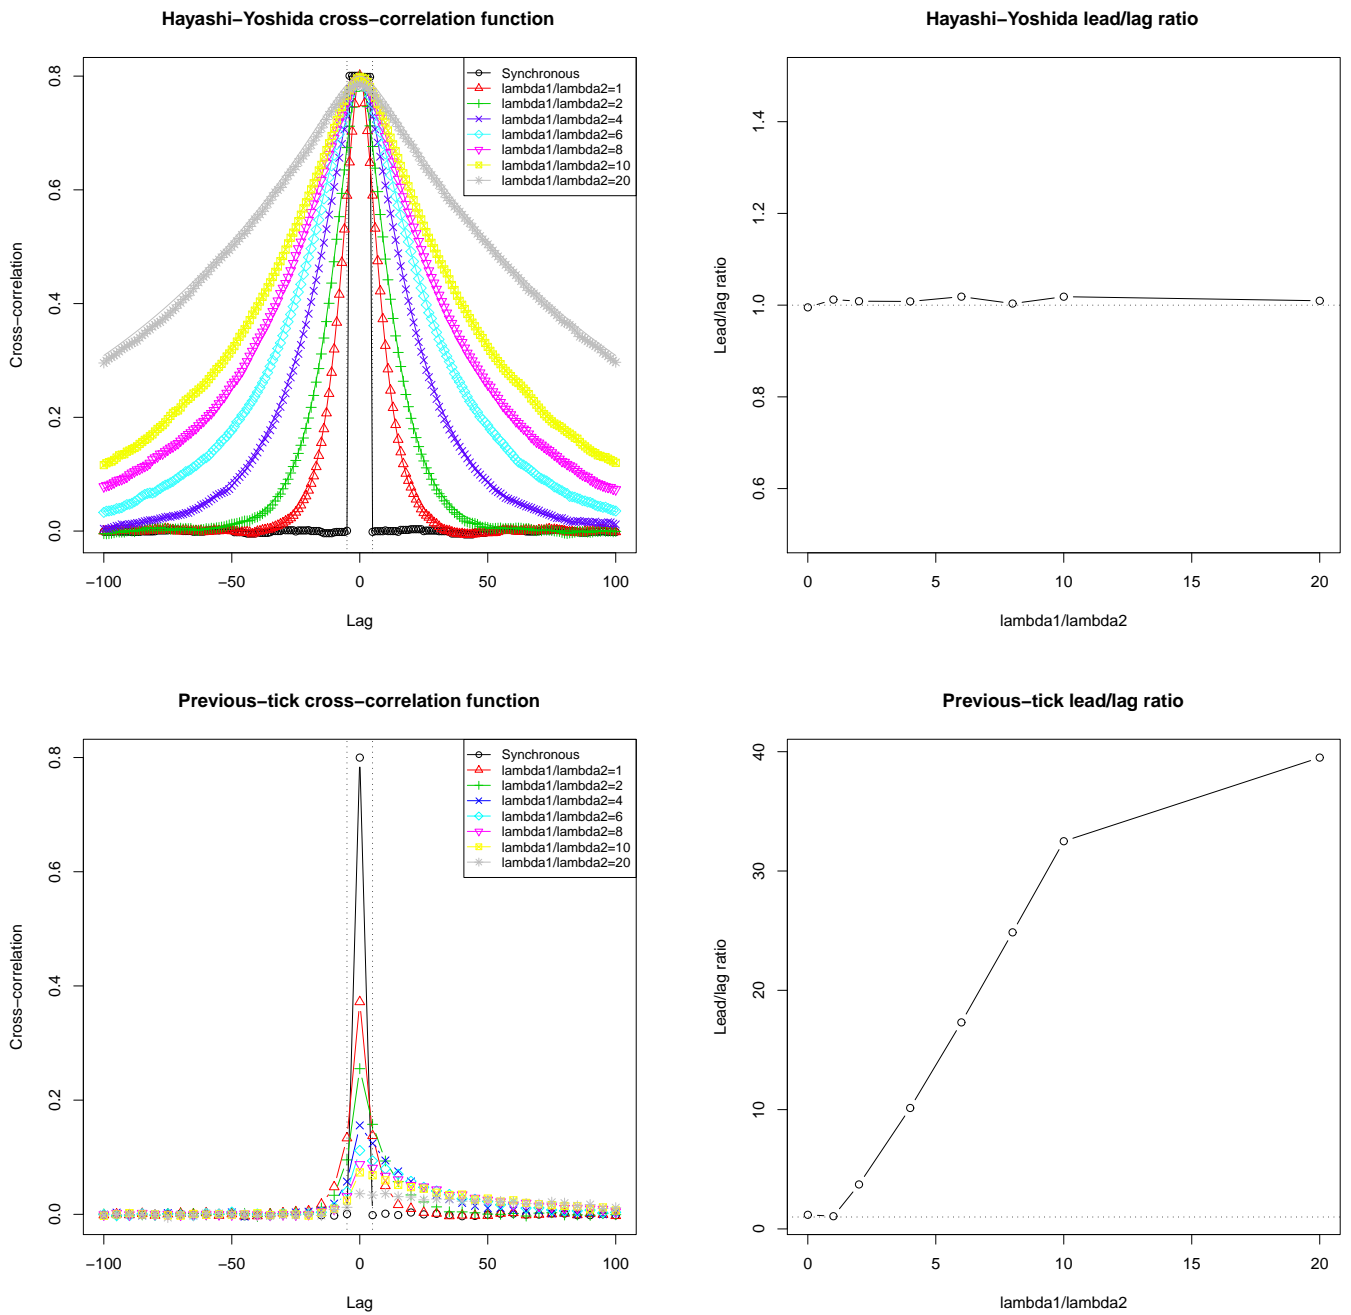 Hayashi−Yoshida cross−correlation function
Cross−correlation
0.0
0.2
0.4
0.6
0.8
Synchronous
lambda1/lambda2=1
lambda1/lambda2=2
lambda1/lambda2=4
lambda1/lambda2=6
lambda1/lambda2=8
lambda1/lambda2=10
lambda1/lambda2=20
−100
−50
0
50
100
Lag
Hayashi−Yoshida lead/lag ratio
Lead/lag ratio
0.6
0.8
1.0
1.2
1.4
0
5
10
15
20
lambda1/lambda2
Previous−tick cross−correlation function
Cross−correlation
0.0
0.2
0.4
0.6
0.8
Synchronous
lambda1/lambda2=1
lambda1/lambda2=2
lambda1/lambda2=4
lambda1/lambda2=6
lambda1/lambda2=8
lambda1/lambda2=10
lambda1/lambda2=20
−100
−50
0
50
100
Lag
Previous−tick lead/lag ratio
Lead/lag ratio
0
10
20
30
40
0
5
10
15
20
lambda1/lambda2